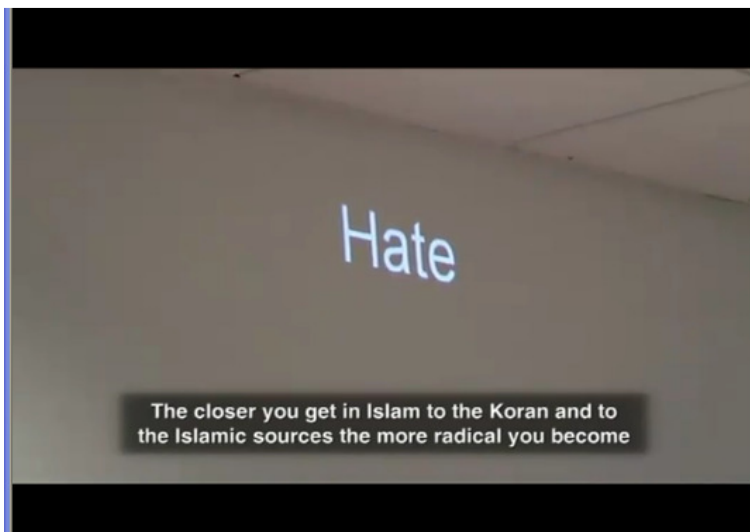 Hate
The closer you get in Islam to the Koran and to
the Islamic sources the more radical you become